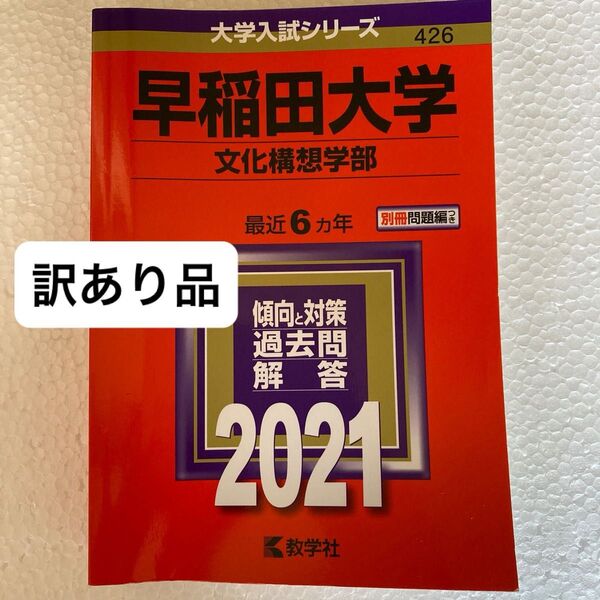 大学入試シリーズ
426
早稲田大学
文化構想学部
最近6カ年
別冊問題編つき
訳あり品
傾向と対策
過去問
解答
2021
教学社